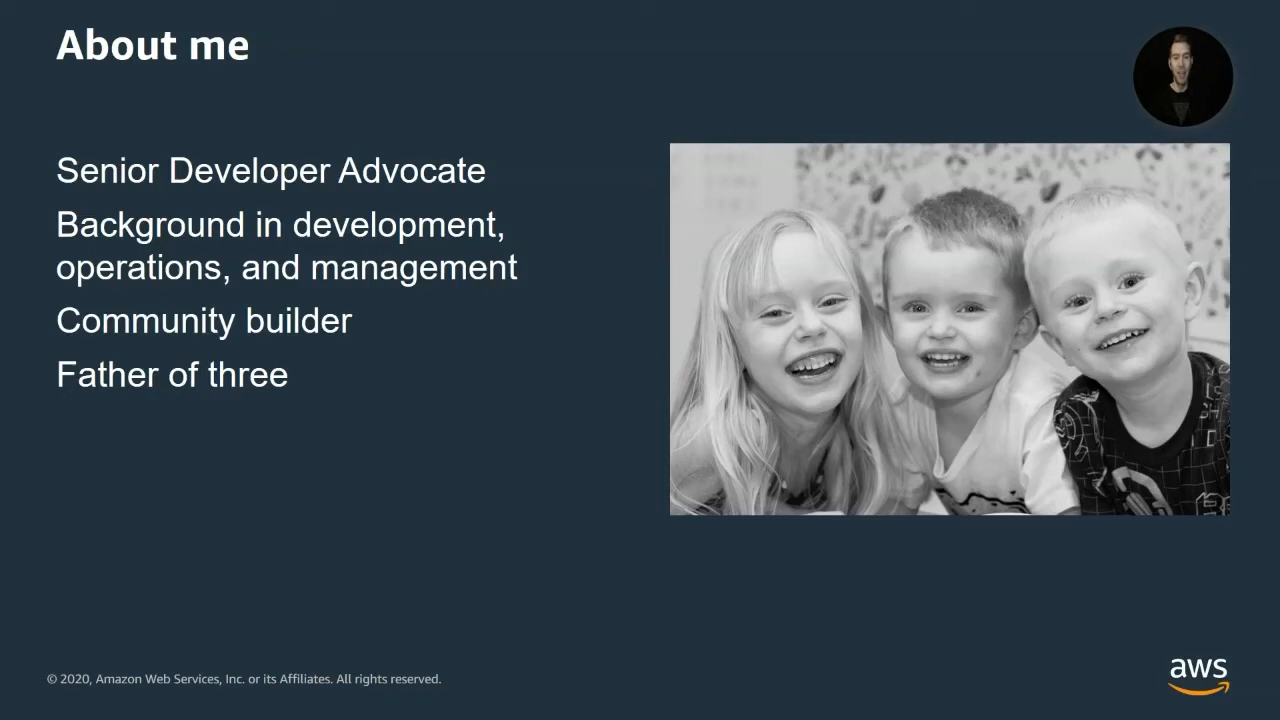 About me
Senior Developer Advocate
Background in development,
operations, and management
Community builder
Father of three
© 2020, Amazon Web Services, Inc. or its Affiliates. All rights reserved.
aws